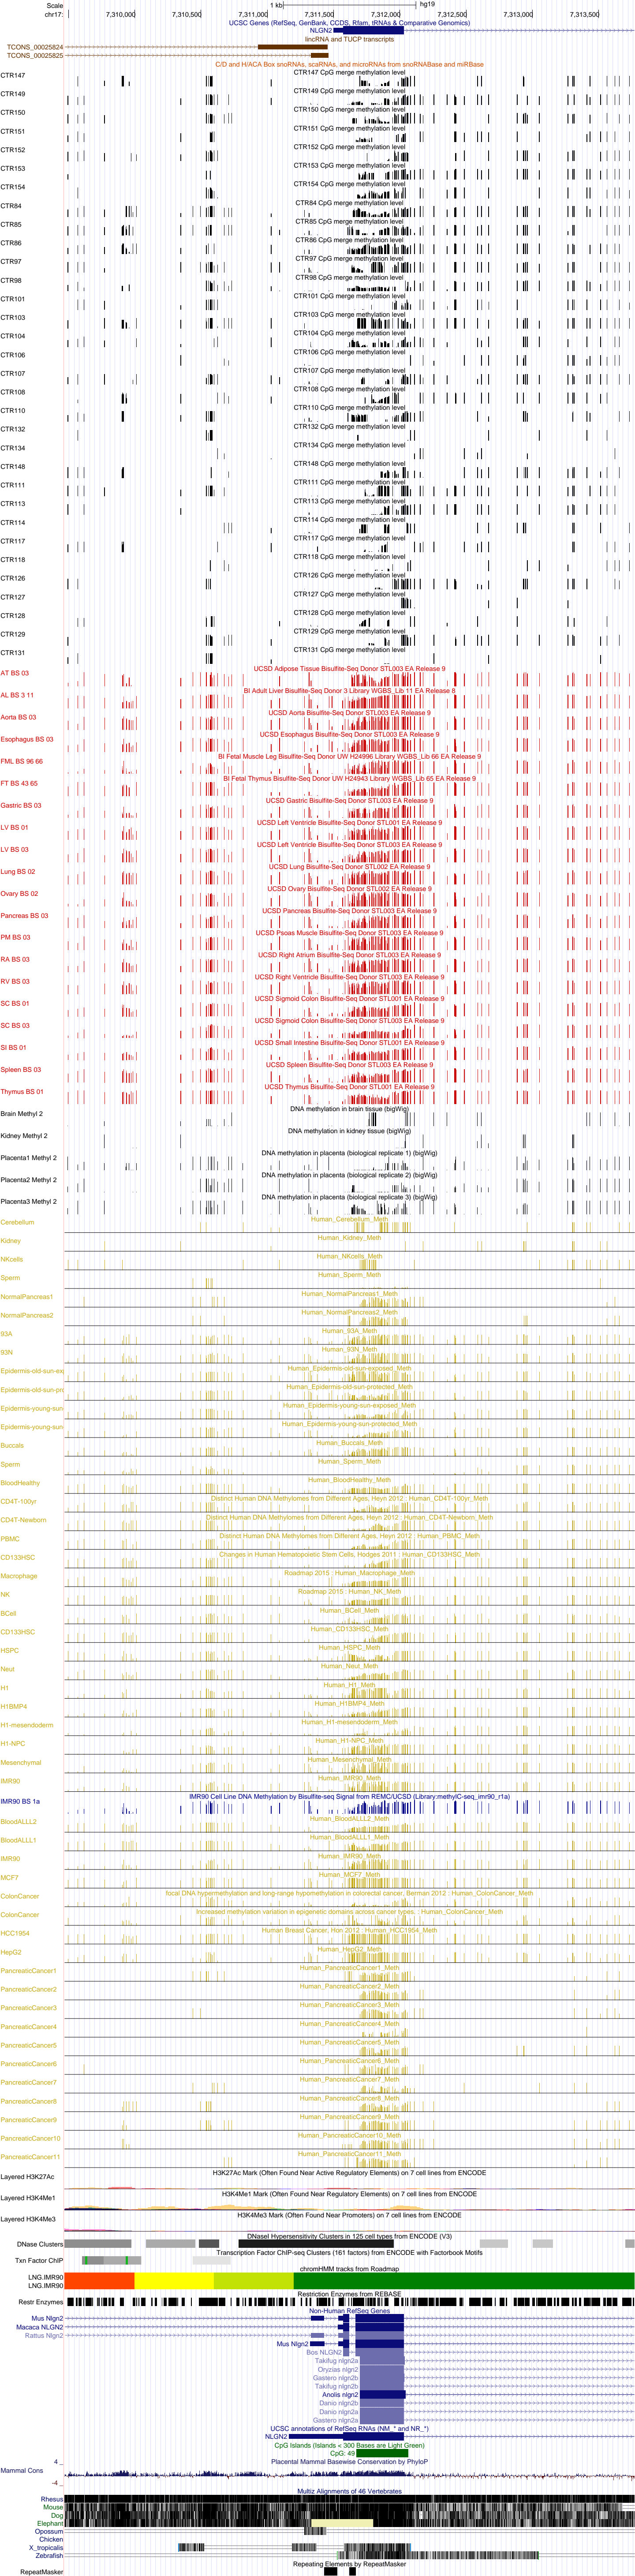 Scale 1 kb hg19
chr17: 7,310,000 7,310,500 7,311,000 7,311,500 7,312,000 7,312,500 7,313,000 7,313,500
UCSC Genes (RefSeq, GenBank, CCDS, Rfam, tRNAs & Comparative Genomics)
NLGN2
lincRNA and TUCP transcripts
TCONS_00025824
TCONS_00025825
C/D and H/ACA Box snoRNAs, scaRNAs, and microRNAs from snoRNABase and miRBase
CTR147 CTR147 CpG merge methylation level
CTR149 CTR149 CpG merge methylation level
CTR150 CTR150 CpG merge methylation level
CTR151 CTR151 CpG merge methylation level
CTR152 CTR152 CpG merge methylation level
CTR153 CTR153 CpG merge methylation level
CTR154 CTR154 CpG merge methylation level
CTR84 CTR84 CpG merge methylation level
CTR85 CTR85 CpG merge methylation level
CTR86 CTR86 CpG merge methylation level
CTR97 CTR97 CpG merge methylation level
CTR98 CTR98 CpG merge methylation level
CTR101 CTR101 CpG merge methylation level
CTR103 CTR103 CpG merge methylation level
CTR104 CTR104 CpG merge methylation level
CTR106 CTR106 CpG merge methylation level
CTR107 CTR107 CpG merge methylation level
CTR108 CTR108 CpG merge methylation level
CTR110 CTR110 CpG merge methylation level
CTR132 CTR132 CpG merge methylation level
CTR134 CTR134 CpG merge methylation level
CTR148 CTR148 CpG merge methylation level
CTR111 CTR111 CpG merge methylation level
CTR113 CTR113 CpG merge methylation level
CTR114 CTR114 CpG merge methylation level
CTR117 CTR117 CpG merge methylation level
CTR118 CTR118 CpG merge methylation level
CTR126 CTR126 CpG merge methylation level
CTR127 CTR127 CpG merge methylation level
CTR128 CTR128 CpG merge methylation level
CTR129 CTR129 CpG merge methylation level
CTR131 CTR131 CpG merge methylation level
AT BS 03 UCSD Adipose Tissue Bisulfite-Seq Donor STL003 EA Release 9
AL BS 3 11 BI Adult Liver Bisulfite-Seq Donor 3 Library WGBS_Lib 11 EA Release 8
Aorta BS 03 UCSD Aorta Bisulfite-Seq Donor STL003 EA Release 9
Esophagus BS 03 UCSD Esophagus Bisulfite-Seq Donor STL003 EA Release 9
FML BS 96 66 BI Fetal Muscle Leg Bisulfite-Seq Donor UW H24996 Library WGBS_Lib 66 EA Release 9
FT BS 43 65 BI Fetal Thymus Bisulfite-Seq Donor UW H24943 Library WGBS_Lib 65 EA Release 9
Gastric BS 03 UCSD Gastric Bisulfite-Seq Donor STL003 EA Release 9
LV BS 01 UCSD Left Ventricle Bisulfite-Seq Donor STL001 EA Release 9
LV BS 03 UCSD Left Ventricle Bisulfite-Seq Donor STL003 EA Release 9
Lung BS 02 UCSD Lung Bisulfite-Seq Donor STL002 EA Release 9
Ovary BS 02 UCSD Ovary Bisulfite-Seq Donor STL002 EA Release 9
Pancreas BS 03 UCSD Pancreas Bisulfite-Seq Donor STL003 EA Release 9
PM BS 03 UCSD Psoas Muscle Bisulfite-Seq Donor STL003 EA Release 9
RA BS 03 UCSD Right Atrium Bisulfite-Seq Donor STL003 EA Release 9
RV BS 03 UCSD Right Ventricle Bisulfite-Seq Donor STL003 EA Release 9
SC BS 01 UCSD Sigmoid Colon Bisulfite-Seq Donor STL001 EA Release 9
SC BS 03 UCSD Sigmoid Colon Bisulfite-Seq Donor STL003 EA Release 9
SI BS 01 UCSD Small Intestine Bisulfite-Seq Donor STL001 EA Release 9
Spleen BS 03 UCSD Spleen Bisulfite-Seq Donor STL003 EA Release 9
Thymus BS 01 UCSD Thymus Bisulfite-Seq Donor STL001 EA Release 9
Brain Methyl 2 DNA methylation in brain tissue (bigWig)
Kidney Methyl 2 DNA methylation in kidney tissue (bigWig)
Placenta1 Methyl 2 DNA methylation in placenta (biological replicate 1) (bigWig)
Placenta2 Methyl 2 DNA methylation in placenta (biological replicate 2) (bigWig)
Placenta3 Methyl 2 DNA methylation in placenta (biological replicate 3) (bigWig)
Cerebellum Human_Cerebellum_Meth
Kidney Human_Kidney_Meth
NKcells Human_NKcells_Meth
Sperm Human_Sperm_Meth
NormalPancreas1 Human_NormalPancreas1_Meth
NormalPancreas2 Human_NormalPancreas2_Meth
93A Human_93A_Meth
93N Human_93N_Meth
Epidermis-old-sun-ex Human_Epidermis-old-sun-exposed_Meth
Epidermis-old-sun-pro Human_Epidermis-old-sun-protected_Meth
Epidermis-young-sun Human_Epidermis-young-sun-exposed_Meth
Epidermis-young-sun Human_Epidermis-young-sun-protected_Meth
Buccals Human_Buccals_Meth
Sperm Human_Sperm_Meth
BloodHealthy Human_BloodHealthy_Meth
CD4T-100yr Distinct Human DNA Methylomes from Different Ages, Heyn 2012 : Human_CD4T-100yr_Meth
CD4T-Newborn Distinct Human DNA Methylomes from Different Ages, Heyn 2012 : Human_CD4T-Newborn_Meth
PBMC Distinct Human DNA Methylomes from Different Ages, Heyn 2012 : Human_PBMC_Meth
CD133HSC Changes in Human Hematopoietic Stem Cells, Hodges 2011 : Human_CD133HSC_Meth
Macrophage Roadmap 2015 : Human_Macrophage_Meth
NK Roadmap 2015 : Human_NK_Meth
BCell Human_BCell_Meth
CD133HSC Human_CD133HSC_Meth
HSPC Human_HSPC_Meth
Neut Human_Neut_Meth
H1 Human_H1_Meth
H1BMP4 Human_H1BMP4_Meth
H1-mesendoderm Human_H1-mesendoderm_Meth
H1-NPC Human_H1-NPC_Meth
Mesenchymal Human_Mesenchymal_Meth
IMR90 Human_IMR90_Meth
IMR90 BS 1a IMR90 Cell Line DNA Methylation by Bisulfite-seq Signal from REMC/UCSD (Library:methylC-seq_imr90_r1a)
BloodALLL2 Human_BloodALLL2_Meth
BloodALLL1 Human_BloodALLL1_Meth
IMR90 Human_IMR90_Meth
MCF7 Human_MCF7_Meth
ColonCancer focal DNA hypermethylation and long-range hypomethylation in colorectal cancer, Berman 2012 : Human_ColonCancer_Meth
ColonCancer Increased methylation variation in epigenetic domains across cancer types. : Human_ColonCancer_Meth
HCC1954 Human Breast Cancer, Hon 2012 : Human_HCC1954_Meth
HepG2 Human_HepG2_Meth
PancreaticCancer1 Human_PancreaticCancer1_Meth
PancreaticCancer2 Human_PancreaticCancer2_Meth
PancreaticCancer3 Human_PancreaticCancer3_Meth
PancreaticCancer4 Human_PancreaticCancer4_Meth
PancreaticCancer5 Human_PancreaticCancer5_Meth
PancreaticCancer6 Human_PancreaticCancer6_Meth
PancreaticCancer7 Human_PancreaticCancer7_Meth
PancreaticCancer8 Human_PancreaticCancer8_Meth
PancreaticCancer9 Human_PancreaticCancer9_Meth
PancreaticCancer10 Human_PancreaticCancer10_Meth
PancreaticCancer11 Human_PancreaticCancer11_Meth
Layered H3K27Ac H3K27Ac Mark (Often Found Near Active Regulatory Elements) on 7 cell lines from ENCODE
Layered H3K4Me1 H3K4Me1 Mark (Often Found Near Regulatory Elements) on 7 cell lines from ENCODE
Layered H3K4Me3 H3K4Me3 Mark (Often Found Near Promoters) on 7 cell lines from ENCODE
DNaseI Hypersensitivity Clusters in 125 cell types from ENCODE (V3)
DNase Clusters
Transcription Factor ChIP-seq Clusters (161 factors) from ENCODE with Factorbook Motifs
Txn Factor ChIP
chromHMM tracks from Roadmap
LNG.IMR90
LNG.IMR90
Restriction Enzymes from REBASE
Restr Enzymes
Non-Human RefSeq Genes
Mus Nlgn2
Macaca NLGN2
Rattus Nlgn2
Mus Nlgn2
Bos NLGN2
Takifug nlgn2a
Oryzias nlgn2
Gastero nlgn2b
Takifug nlgn2b
Anolis nlgn2
Danio nlgn2b
Danio nlgn2a
Gastero nlgn2a
UCSC annotations of RefSeq RNAs (NM_* and NR_*)
NLGN2
CpG Islands (Islands < 300 Bases are Light Green)
CpG: 49
Placental Mammal Basewise Conservation by PhyloP
4 _
Mammal Cons
-4 _
Multiz Alignments of 46 Vertebrates
Rhesus
Mouse
Dog
Elephant
Opossum
Chicken
X_tropicalis
Zebrafish
Repeating Elements by RepeatMasker
RepeatMasker